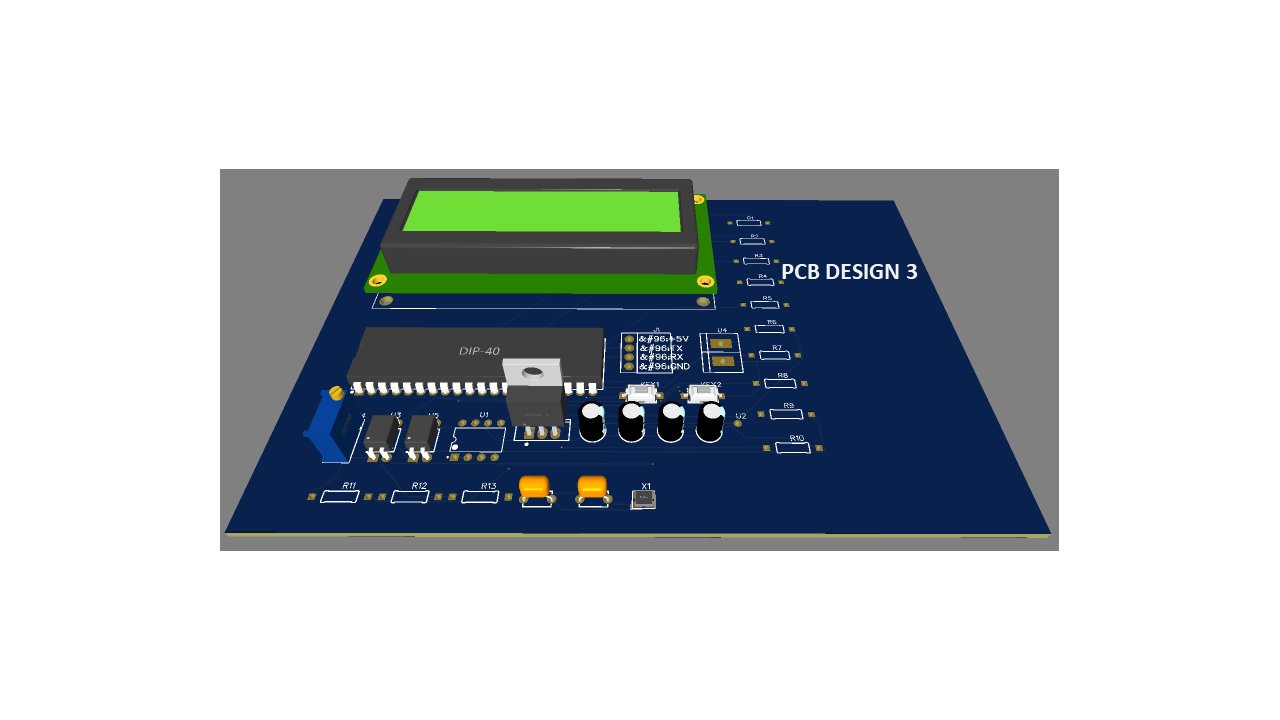 R2
R3
PCB DESIGN 3
R4
R5
R6
J1
U4
&#96;+5V
&#96;TX
&#96;RX
&#96;GND
DIP-40
R7
R8
KEY1
KEY2
R9
U3
U5
U1
U2
R10
R11
R12
R13
X1